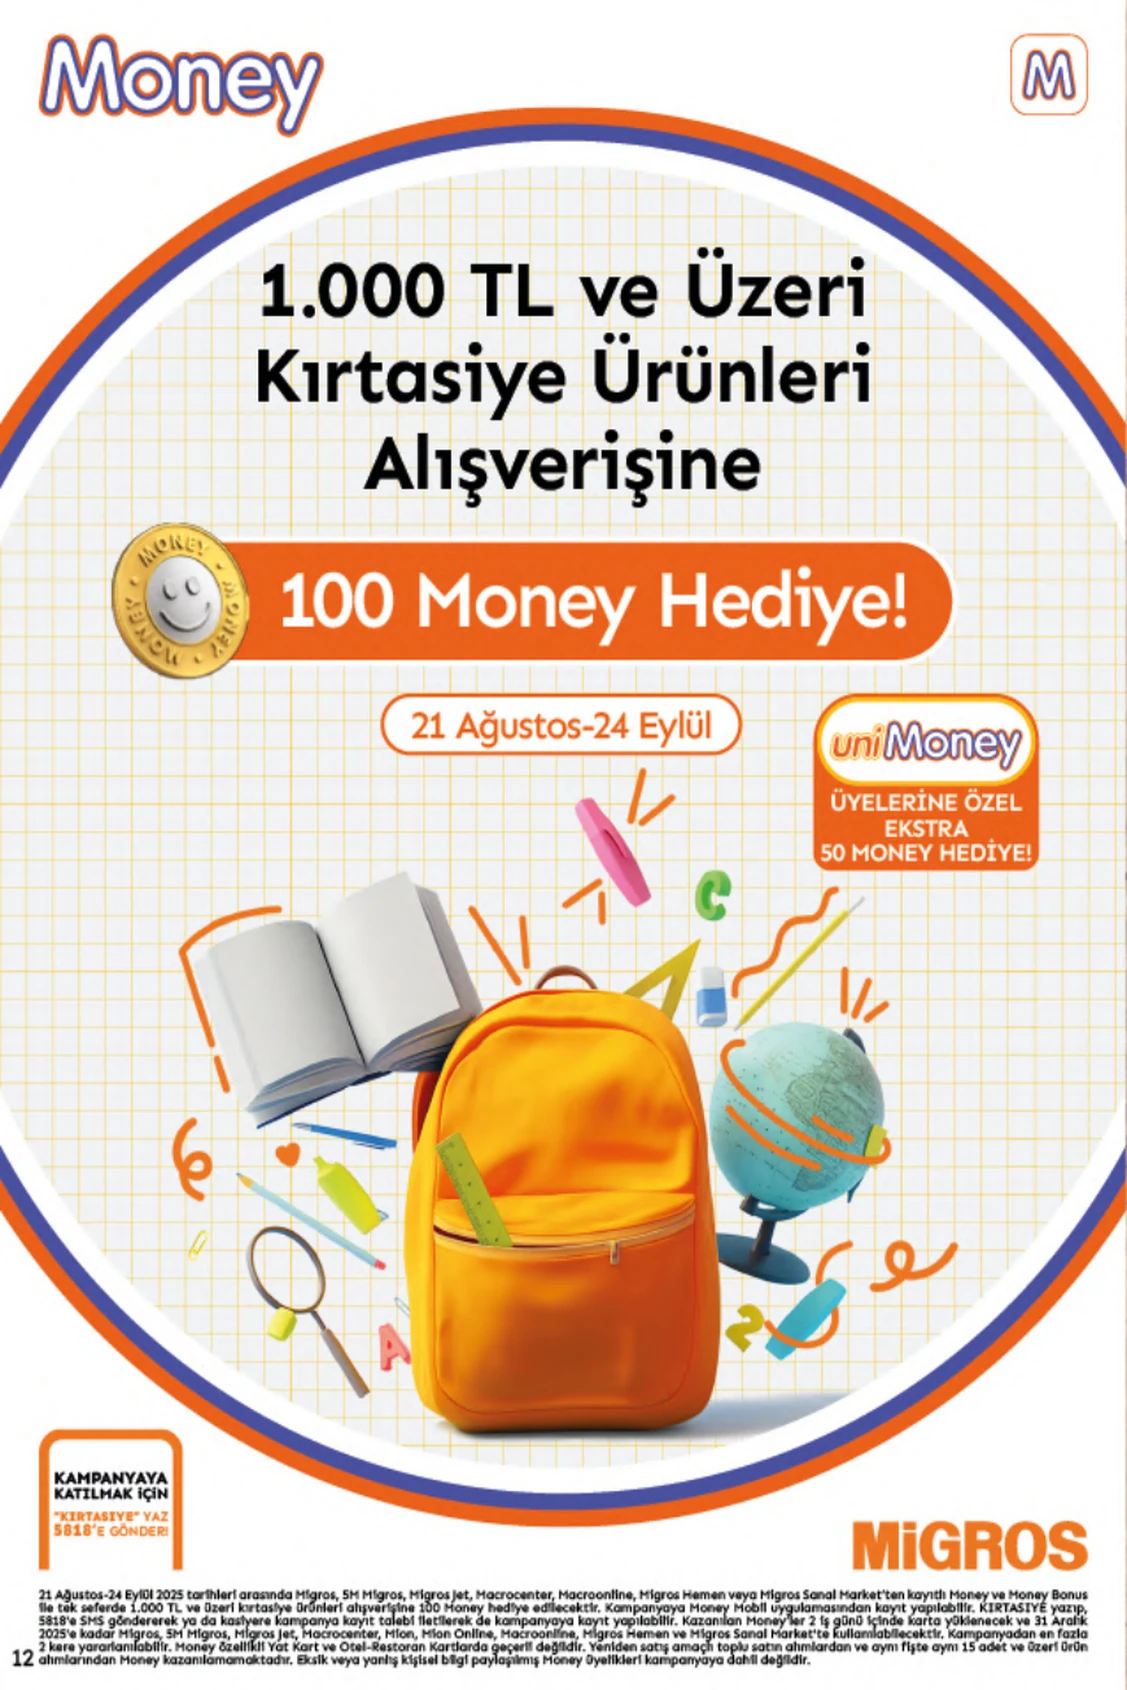 Money
M
1.000 TL ve Üzeri
Kırtasiye Ürünleri
Alışverişine
MONEY • MONEY • MONEY • MONEY
100 Money Hediye!
21 Ağustos-24 Eylül
uniMoney
ÜYELERİNE ÖZEL
EKSTRA
50 MONEY HEDİYE!
C
2
A
KAMPANYAYA
KATILMAK İÇİN
"KIRTASIYE" YAZ
5818'E GÖNDER!
MiGROS
21 Ağustos-24 Eylül 2025 tarihleri arasında Migros, 5M Migros, Migros Jet, Macrocenter, Macroonline, Migros Hemen veya Migros Sanal Market'ten kayıtlı Money ve Money Bonus
ile tek seferde 1.000 TL ve üzeri kırtasiye ürünleri alışverişine 100 Money hediye edilecektir. Kampanyaya Money Mobil uygulamasından kayıt yapılabilir. KIRTASIYE yazıp,
5818'e SMS göndererek ya da kasiyere kampanya kayıt talebi iletilerek de kampanyaya kayıt yapılabilir. Kazanılan Money'ler 2 iş günü içinde karta yüklenecek ve 31 Aralık
2025'e kadar Migros, 5M Migros, Migros Jet, Macrocenter, Mion, Mion Online, Macroonline, Migros Hemen ve Migros Sanal Market'te kullanılabilecektir. Kampanyadan en fazla
2 kere yararlanılabilir. Money özellikli Yat Kart ve Otel-Restoran Kartlarda geçerli değildir. Yeniden satış amaçlı toplu satın alımlardan ve aynı fişte aynı 15 adet ve üzeri ürün
12 alımlarından Money kazanılamamaktadır. Eksik veya yanlış kişisel bilgi paylaşılmış Money üyelikleri kampanyaya dahil değildir.